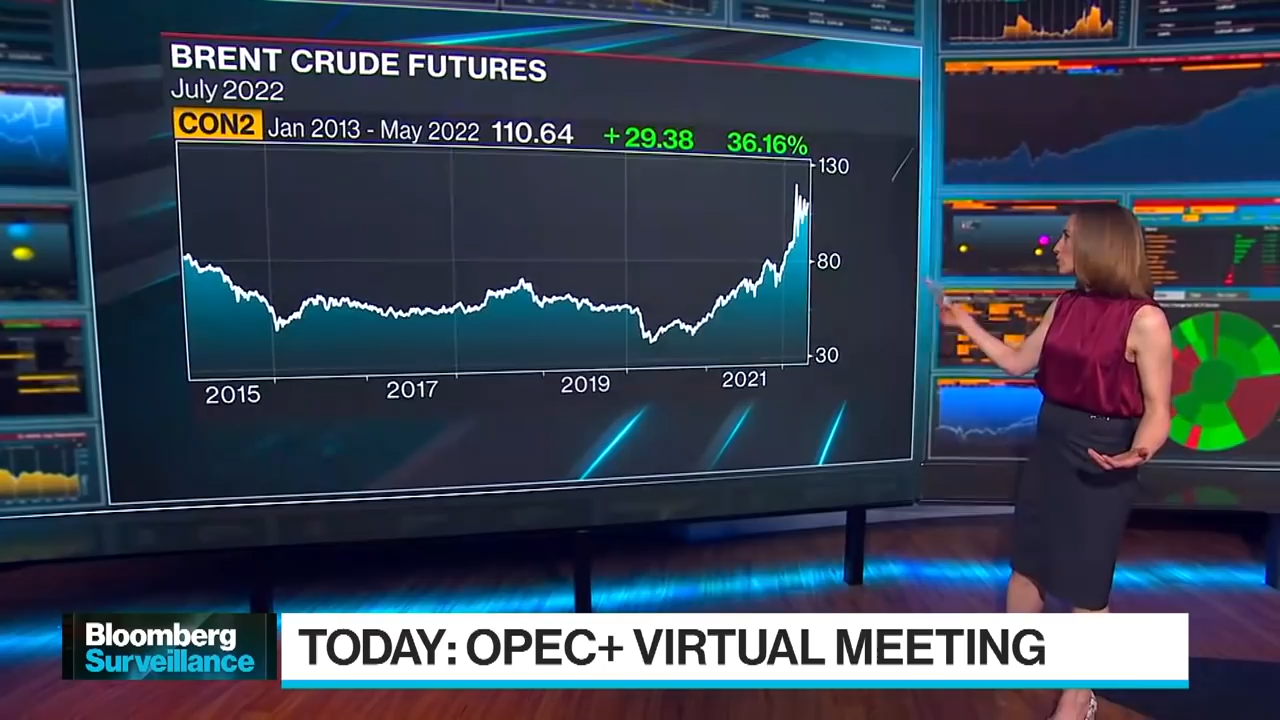 BRENT CRUDE FUTURES
July 2022
CON2 Jan 2013 - May 2022 110.64 +29.38 36.16%
130
80
30
2015 2017 2019 2021
Bloomberg
Surveillance
TODAY: OPEC+ VIRTUAL MEETING